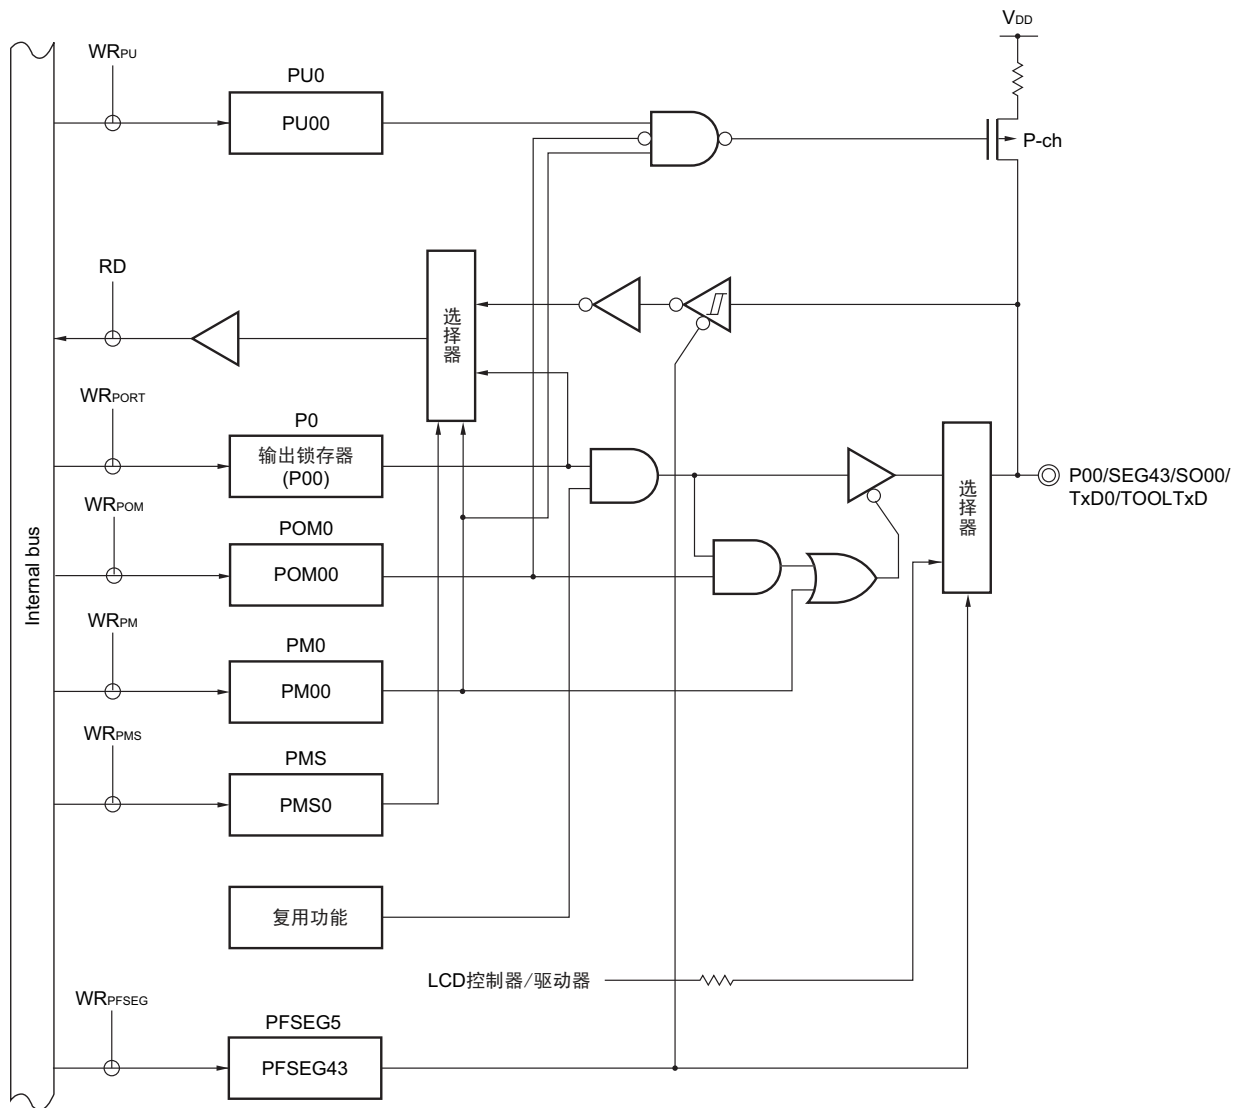 VDD
WRPU
PU0
PU00
P-ch
RD
选择器
WRPORT
P0
输出锁存器
(P00)
选择器
P00/SEG43/SO00/
TxD0/TOOLTxD
WRPOM
POM0
POM00
Internal bus
WRPM
PM0
PM00
WRPMS
PMS
PMS0
复用功能
LCD控制器/驱动器
WRPFSEG
PFSEG5
PFSEG43